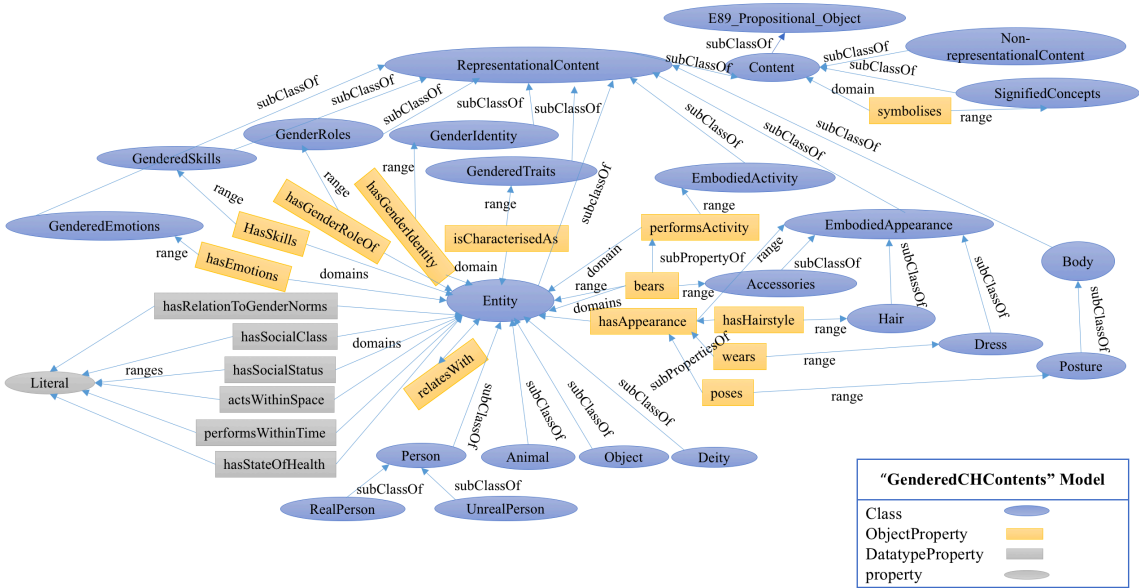 E89_Propositional_Object
subClassOf
Non-
representationalContent
subClassOf
subClassOf
RepresentationalContent
subClassOf
Content
subClassOf
subClassOf
subClassOf
subClassOf
subClassOf
subClassOf
domain
SignifiedConcepts
symbolises
range
GenderRoles
GenderIdentity
subClassOf
subClassOf
subClassOf
GenderedSkills
range
range
GenderedTraits
subclassOf
EmbodiedActivity
range
hasGenderRoleOf
hasGenderIdentity
range
range
GenderedEmotions
HasSkills
isCharacterisedAs
performsActivity
EmbodiedAppearance
range
hasEmotions
domain
domain
subPropertyOf
range
subClassOf
subClassOf
Body
domains
range
bears
range
Accessories
hasRelationToGenderNorms
Entity
domains
hasAppearance
hasHairstyle
range
Hair
subClassOf
subClassOf
hasSocialClass
domains
wears
range
Dress
hasSocialStatus
relatesWith
subPropertiesOf
Posture
Literal
ranges
actsWithinSpace
poses
range
performsWithinTime
subClassOf
subClassOf
subClassOf
subClassOf
hasStateOfHealth
Person
Animal
Object
Deity
subClassOf
subClassOf
RealPerson
UnrealPerson
“GenderedCHContents” Model
Class
ObjectProperty
DatatypeProperty
property